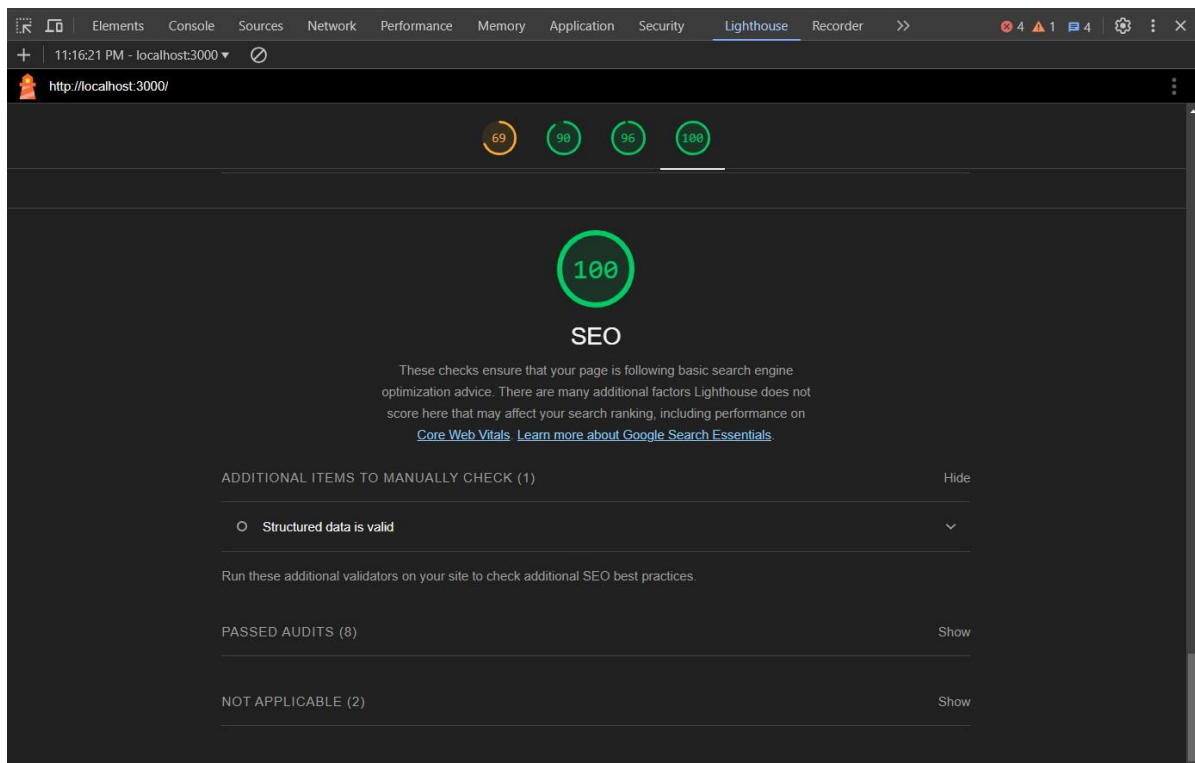 Elements Console Sources Network Performance Memory Application Security Lighthouse Recorder >> 4 1 4
11:16:21 PM - localhost:3000
http://localhost:3000/
69 90 96 100
100
SEO
These checks ensure that your page is following basic search engine
optimization advice. There are many additional factors Lighthouse does not
score here that may affect your search ranking, including performance on
Core Web Vitals. Learn more about Google Search Essentials.
ADDITIONAL ITEMS TO MANUALLY CHECK (1) Hide
Structured data is valid
Run these additional validators on your site to check additional SEO best practices.
PASSED AUDITS (8) Show
NOT APPLICABLE (2) Show